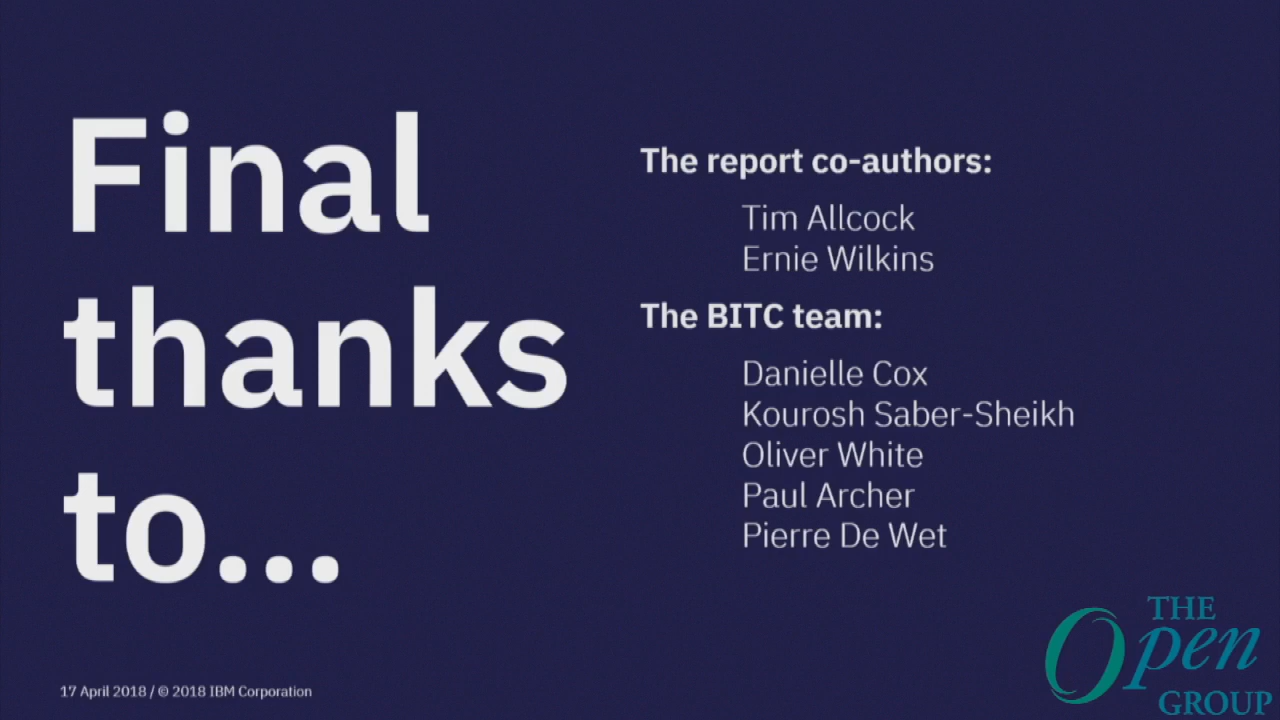 Final
thanks
to...
The report co-authors:
Tim Allcock
Ernie Wilkins
The BITC team:
Danielle Cox
Kourosh Saber-Sheikh
Oliver White
Paul Archer
Pierre De Wet
17 April 2018 / © 2018 IBM Corporation
THE
Open
GROUP